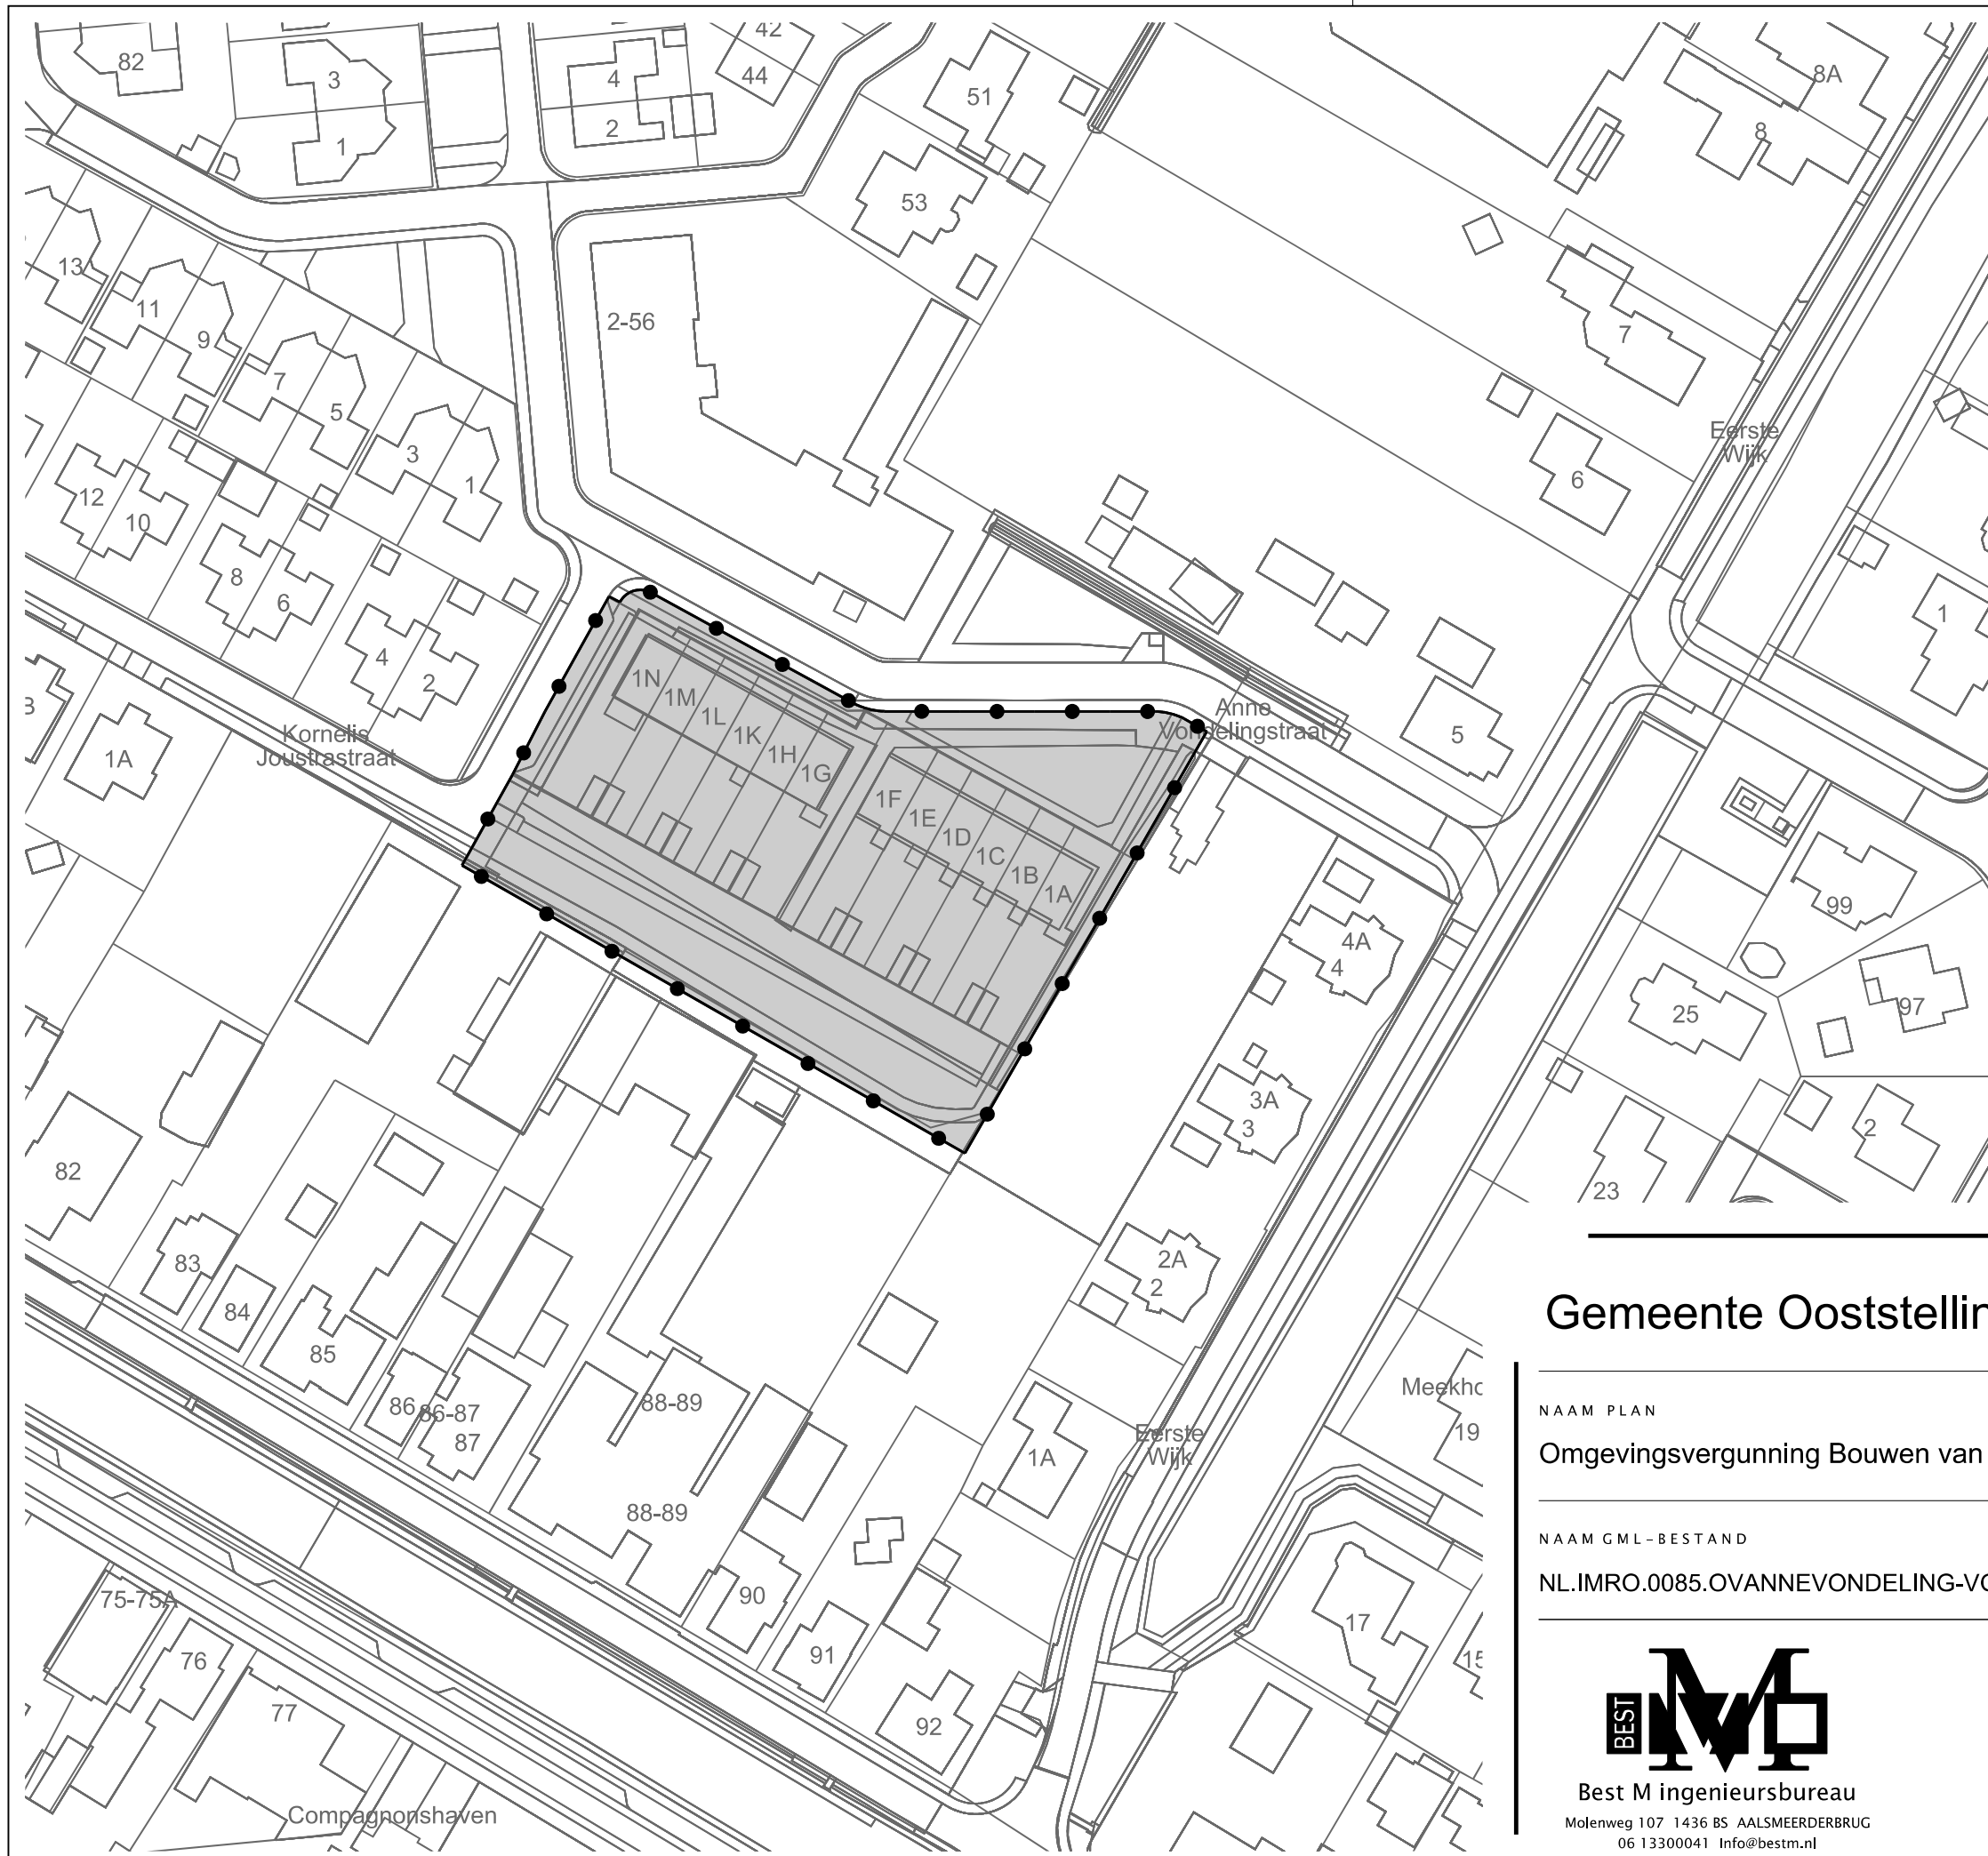 82
3
1
4
2
42
44
51
53
8A
8
13
11
9
7
5
3
1
2-56
7
Eerste
Wijk
6
12
10
8
6
4
2
1
5
Anne
Vondelingstraat
Kornelis
Joustrastraat
1A
1N
1M
1L
1K
1H
1G
1F
1E
1D
1C
1B
1A
4A
4
99
97
25
3A
3
2
23
82
83
84
85
86
86-87
87
88-89
88-89
2A
2
1A
Eerste
Wijk
90
91
92
17
15
19
75-75A
76
77
Compagnonshaven
Gemeente Ooststellin
NAAM PLAN
Omgevingsvergunning Bouwen van
NAAM GML-BESTAND
NL.IMRO.0085.OVANNEVONDELING-VO
BEST
Best M ingenieursbureau
Molenweg 107 1436 BS AALSMEERDERBRUG
06 13300041 Info@bestm.nl